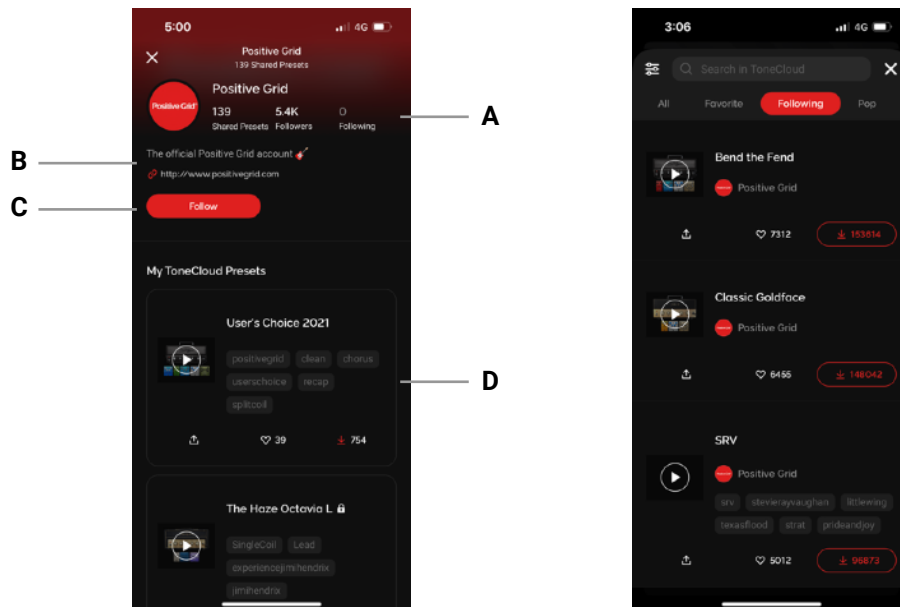 5:00
4G
Positive Grid
139 Shared Presets
Positive Grid
Positive Grid
139 5.4K 0
Shared Presets Followers Following
A
B
The official Positive Grid account
http://www.positivegrid.com
C
Follow
My ToneCloud Presets
User's Choice 2021
positivegrid clean chorus
userschoice recap
splitcoil
D
39 754
The Haze Octavia L
SingleCoil Lead
experiencejimihendrix
jimihendrix
3:06
4G
Search in ToneCloud
All Favorite Following Pop
Bend the Fend
Positive Grid
7312 153614
Classic Goldface
Positive Grid
6455 148042
SRV
Positive Grid
srv stevierayvaughan littlewing
texasflood strat prideandjoy
5012 96873